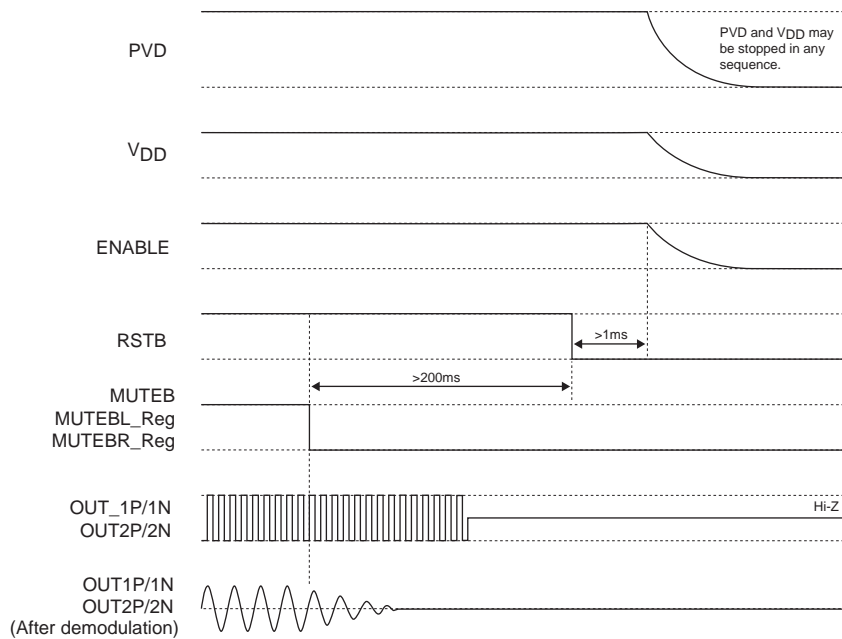 PVD
PVD and VDD may
be stopped in any
sequence.
VDD
ENABLE
RSTB
>1ms
>200ms
MUTEB
MUTEBL_Reg
MUTEBR_Reg
OUT_1P/1N
OUT2P/2N
Hi-Z
OUT1P/1N
OUT2P/2N
(After demodulation)